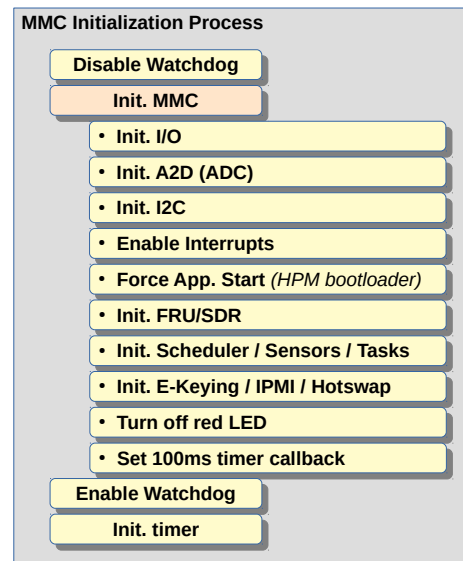 MMC Initialization Process
Disable Watchdog
Init. MMC
• Init. I/O
• Init. A2D (ADC)
• Init. I2C
• Enable Interrupts
• Force App. Start (HPM bootloader)
• Init. FRU/SDR
• Init. Scheduler / Sensors / Tasks
• Init. E-Keying / IPMI / Hotswap
• Turn off red LED
• Set 100ms timer callback
Enable Watchdog
Init. timer